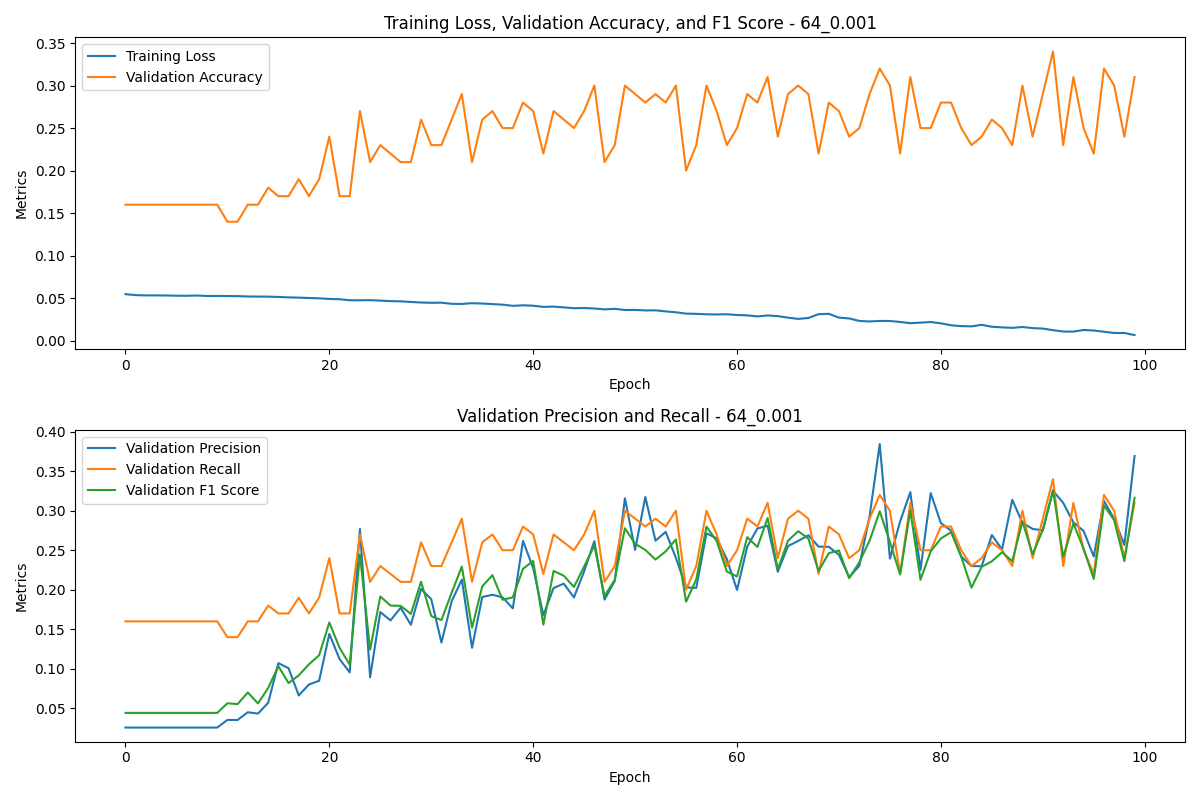 Training Loss, Validation Accuracy, and F1 Score - 64_0.001
Training Loss
Validation Accuracy
0.35
0.30
0.25
0.20
0.15
0.10
0.05
0.00
Metrics
0 20 40 60 80 100
Epoch
Validation Precision and Recall - 64_0.001
Validation Precision
Validation Recall
Validation F1 Score
0.40
0.35
0.30
0.25
0.20
0.15
0.10
0.05
Metrics
0 20 40 60 80 100
Epoch